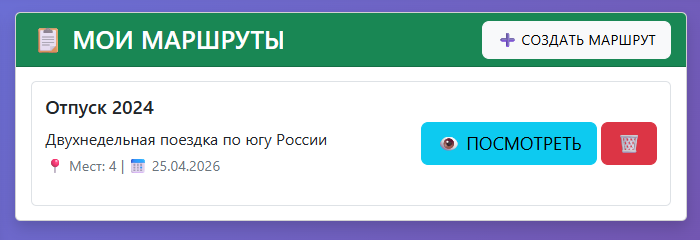 МОИ МАРШРУТЫ
СОЗДАТЬ МАРШРУТ
Отпуск 2024
Двухнедельная поездка по югу России
Мест: 4 | 25.04.2026
ПОСМОТРЕТЬ